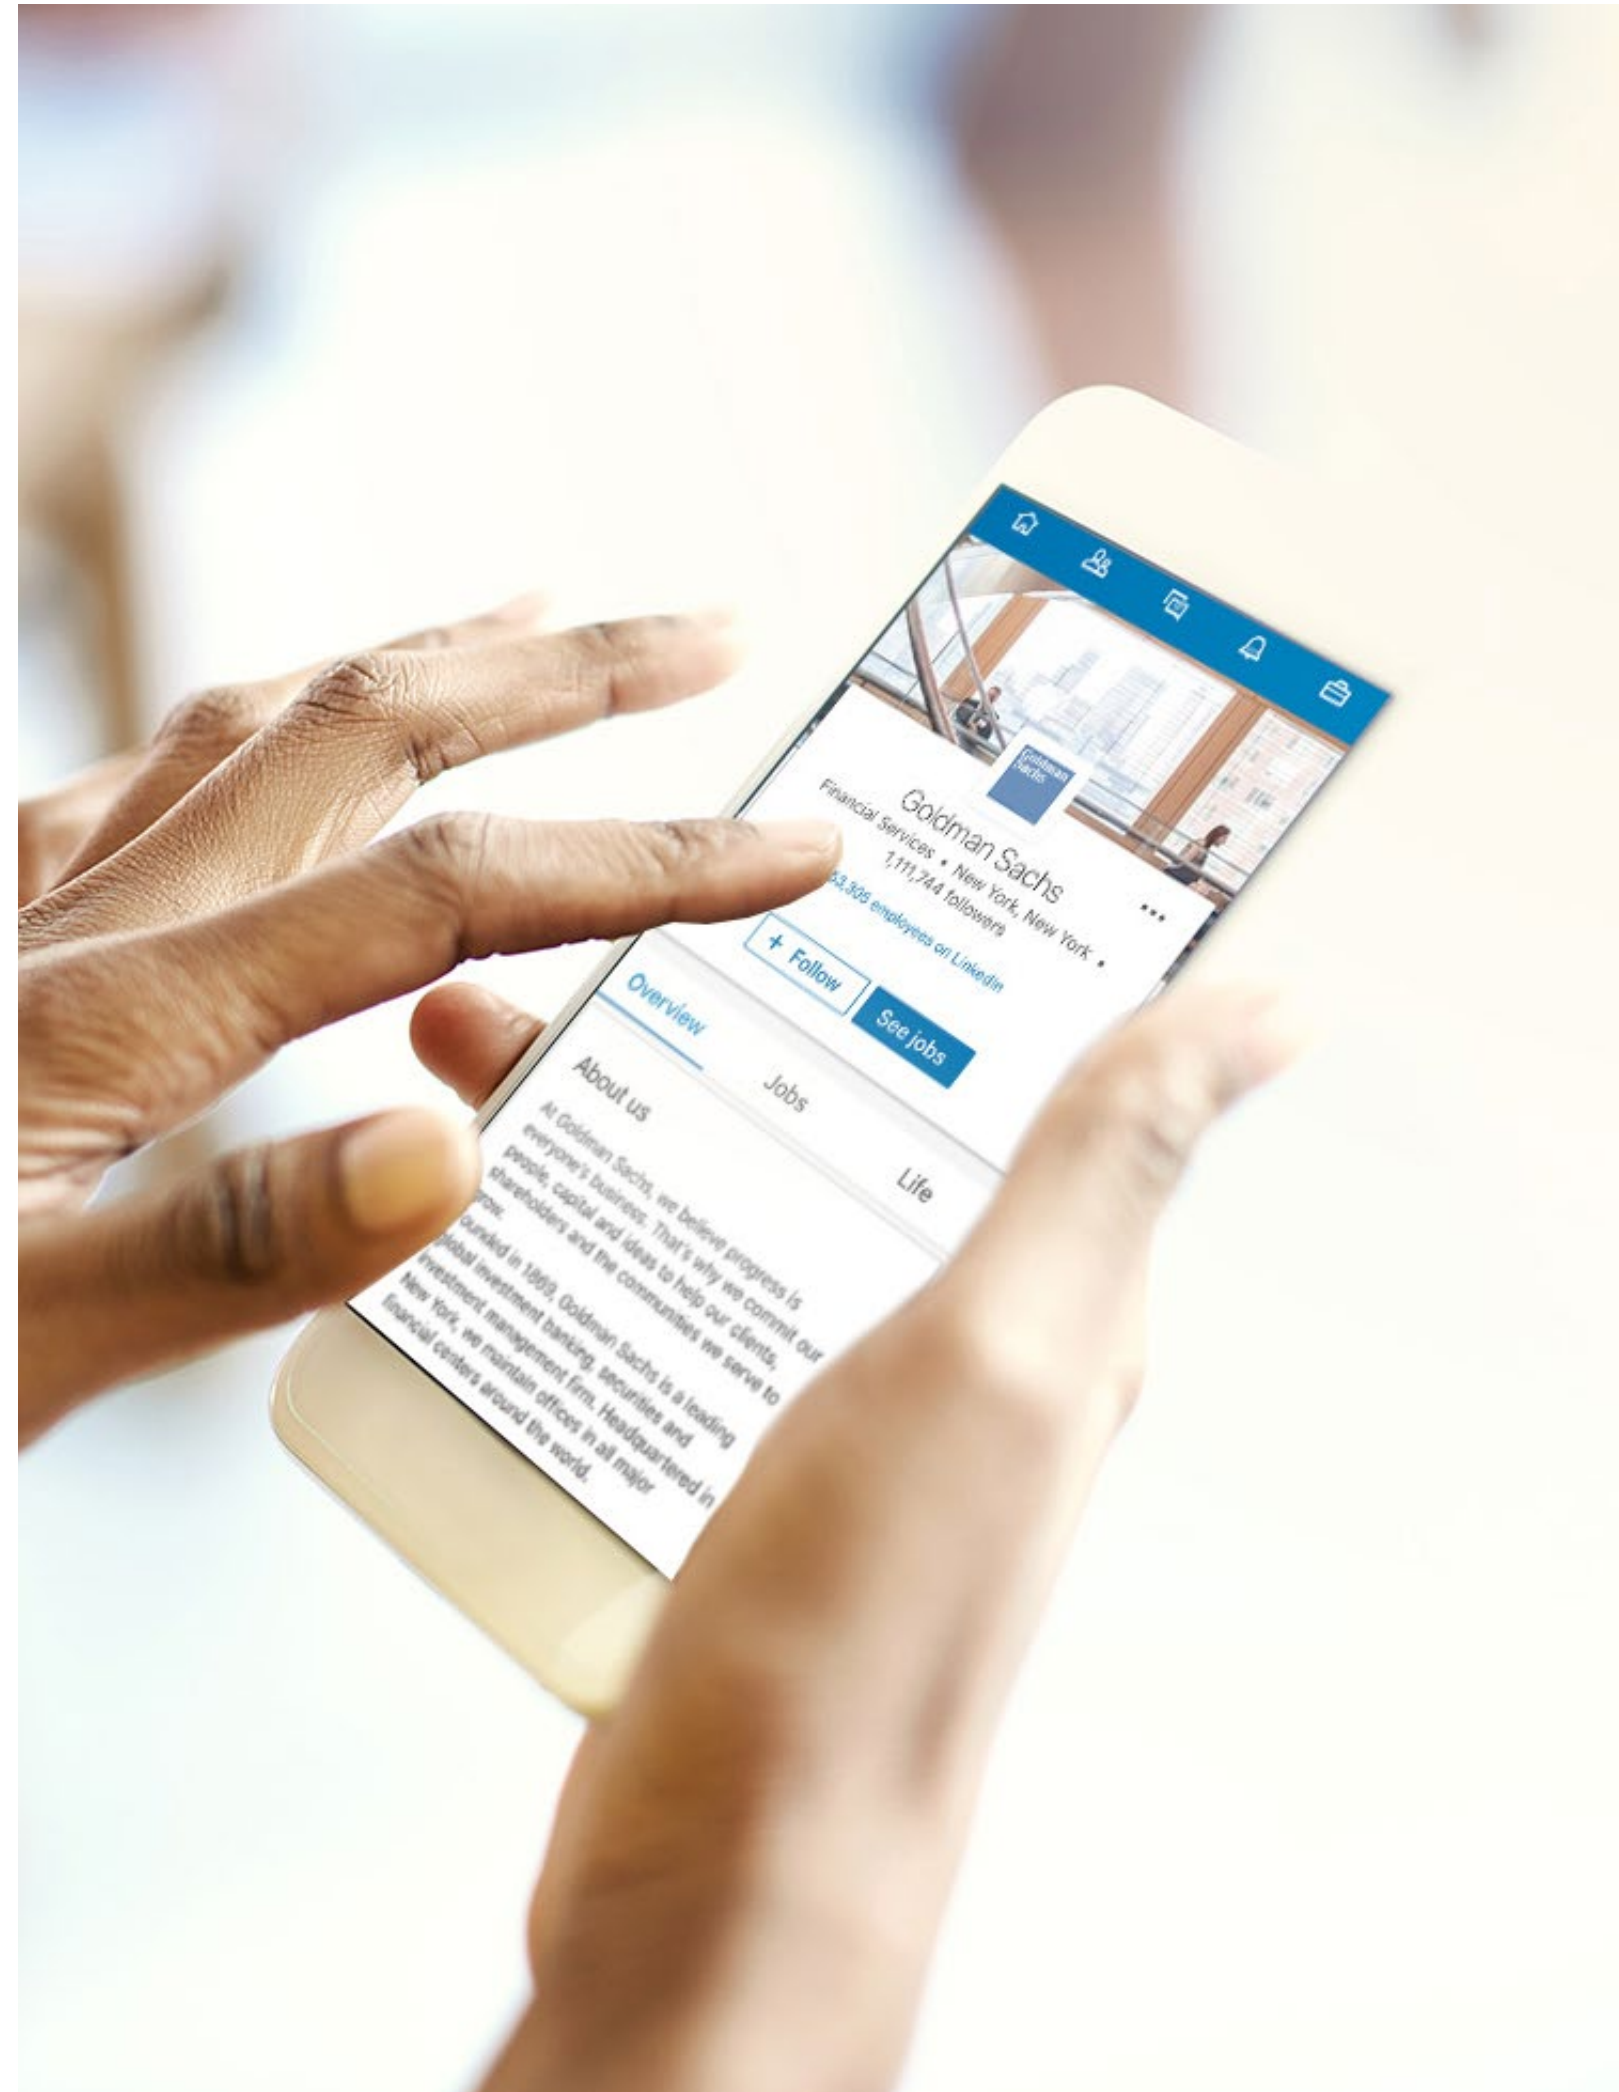 Goldman
Sachs
Goldman Sachs
Financial Services • New York, New York •
1,111,744 followers
employees on LinkedIn
+ Follow
See jobs
Overview
Jobs
Life
About us
At Goldman Sachs, we believe progress is
everyone's business. That's why we commit our
people, capital and ideas to help our clients,
shareholders and the communities we serve to
ounded in 1869, Goldman Sachs is a leading
global investment banking, securities and
investment management firm. Headquartered in
New York, we maintain offices in all major
financial centers around the world.